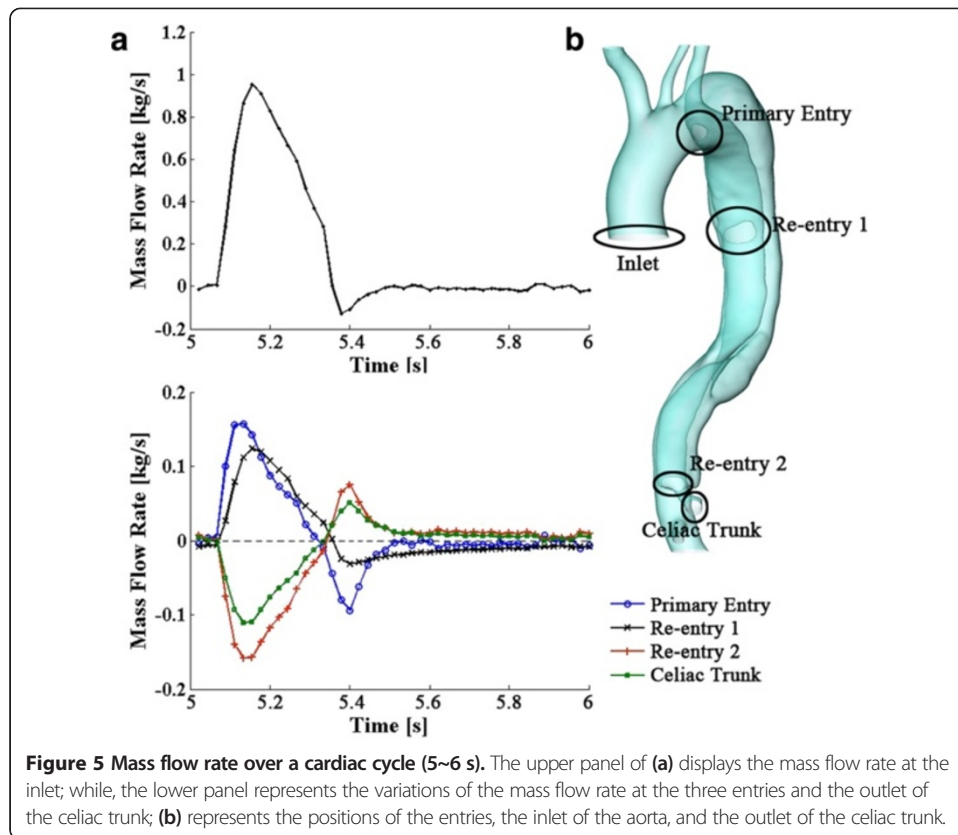 a
b
1.2
1
0.8
0.6
0.4
0.2
0
-0.2
Mass Flow Rate [kg/s]
5 5.2 5.4 5.6 5.8 6
Time [s]
0.2
0.1
0
-0.1
-0.2
Mass Flow Rate [kg/s]
5 5.2 5.4 5.6 5.8 6
Time [s]
Primary Entry
Re-entry 1
Inlet
Re-entry 2
Celiac Trunk
Primary Entry
Re-entry 1
Re-entry 2
Celiac Trunk
Figure 5 Mass flow rate over a cardiac cycle (5~6 s). The upper panel of (a) displays the mass flow rate at the
inlet; while, the lower panel represents the variations of the mass flow rate at the three entries and the outlet of
the celiac trunk; (b) represents the positions of the entries, the inlet of the aorta, and the outlet of the celiac trunk.